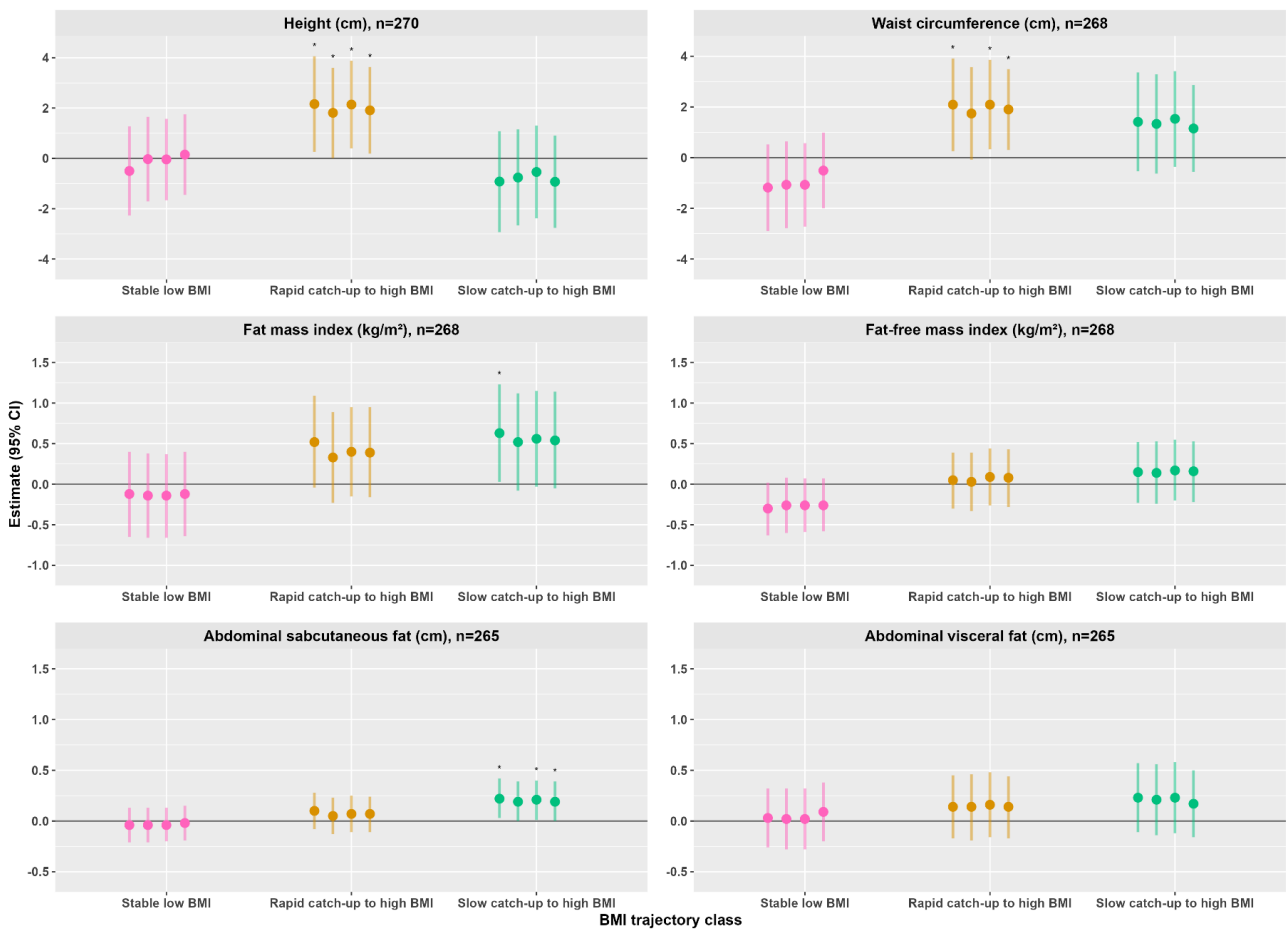 Height (cm), n=270
Waist circumference (cm), n=268
* * * *
* * *
4
2
0
-2
-4
4
2
0
-2
-4
Stable low BMI Rapid catch-up to high BMI Slow catch-up to high BMI
Stable low BMI Rapid catch-up to high BMI Slow catch-up to high BMI
Fat mass index (kg/m²), n=268
Fat-free mass index (kg/m²), n=268
*
1.5
1.0
0.5
0.0
-0.5
-1.0
1.5
1.0
0.5
0.0
-0.5
-1.0
Estimate (95% CI)
Stable low BMI Rapid catch-up to high BMI Slow catch-up to high BMI
Stable low BMI Rapid catch-up to high BMI Slow catch-up to high BMI
Abdominal sabcutaneous fat (cm), n=265
Abdominal visceral fat (cm), n=265
* * *
1.5
1.0
0.5
0.0
-0.5
1.5
1.0
0.5
0.0
-0.5
Stable low BMI Rapid catch-up to high BMI Slow catch-up to high BMI
Stable low BMI Rapid catch-up to high BMI Slow catch-up to high BMI
BMI trajectory class